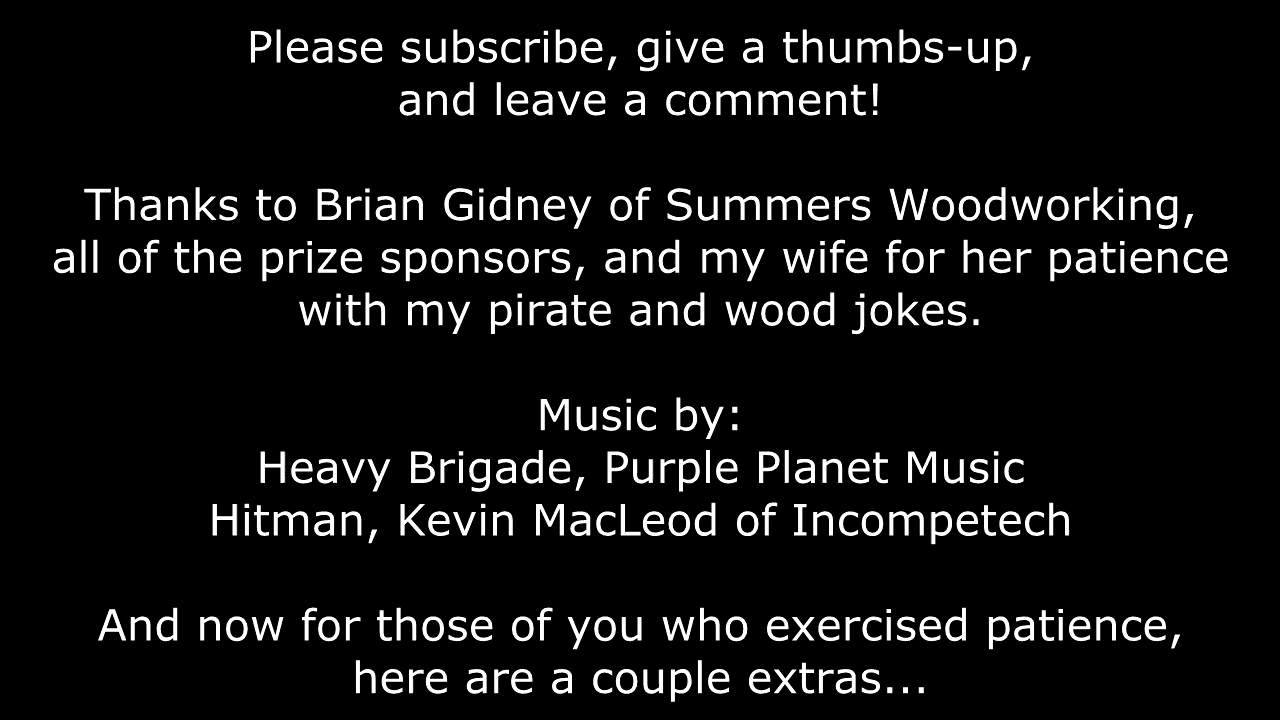 Please subscribe, give a thumbs-up,
and leave a comment!
Thanks to Brian Gidney of Summers Woodworking,
all of the prize sponsors, and my wife for her patience
with my pirate and wood jokes.
Music by:
Heavy Brigade, Purple Planet Music
Hitman, Kevin MacLeod of Incompetech
And now for those of you who exercised patience,
here are a couple extras...